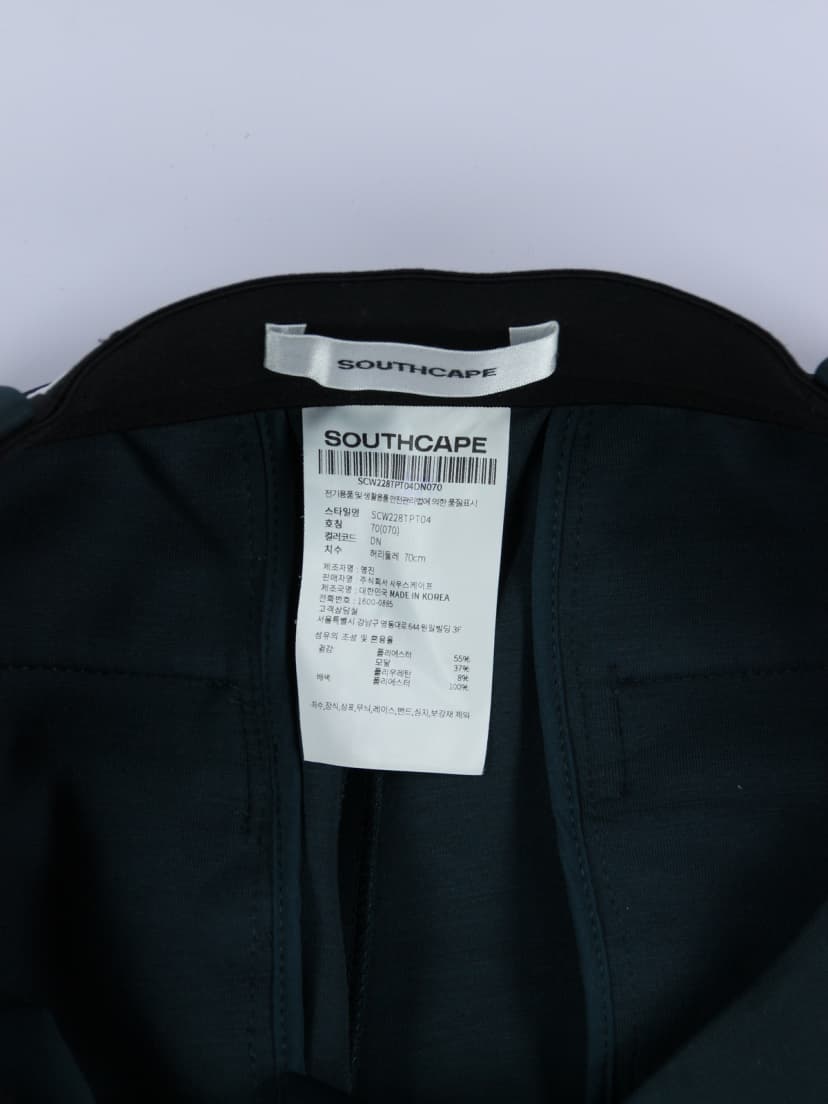 SOUTHCAPE
SOUTHCAPE
SCW228TPT04DN070
전기용품 및 생활용품 안전관리법에 의한 품질표시
스타일명 SCW228TPT04
호칭 70(070)
컬러코드 DN
치수 허리둘레 70cm
제조자명 : 명진
판매자명 : 주식회사 사우스케이프
제조국명 : 대한민국 MADE IN KOREA
전화번호 : 1600-0885
고객상담실
서울특별시 강남구 영동대로 644 원일빌딩 3F
섬유의 조성 및 혼용율
겉감 폴리에스터 55%
모달 37%
폴리우레탄 8%
배색 폴리에스터 100%
자수,장식,상표,무늬,레이스,밴드,심지,보강재 제외